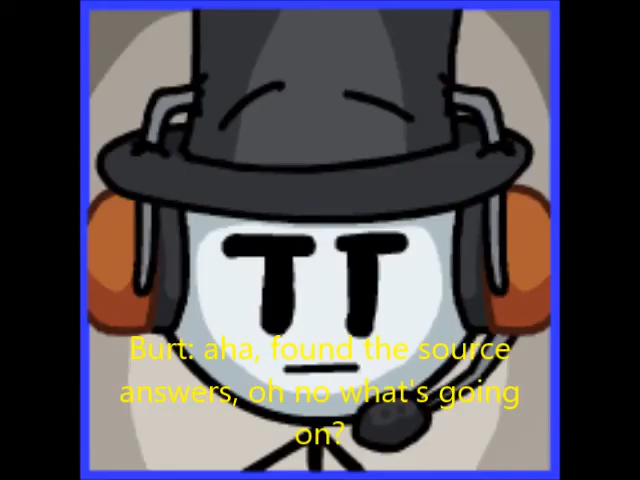 Burt: aha, found the source
answers, oh no what's going
on?